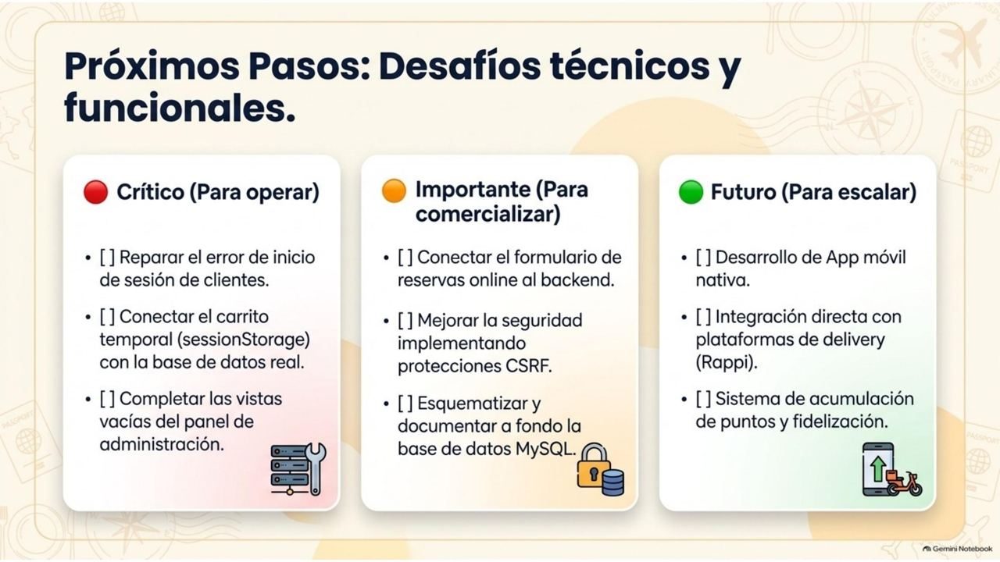 Próximos Pasos: Desafíos técnicos y
funcionales.
🔴 Crítico (Para operar)
• [ ] Reparar el error de inicio
de sesión de clientes.
• [ ] Conectar el carrito
temporal (sessionStorage)
con la base de datos real.
• [ ] Completar las vistas
vacías del panel de
administración.
🟠 Importante (Para
comercializar)
• [ ] Conectar el formulario de
reservas online al backend.
• [ ] Mejorar la seguridad
implementando
protecciones CSRF.
• [ ] Esquematizar y
documentar a fondo la
base de datos MySQL.
🟢 Futuro (Para escalar)
• [ ] Desarrollo de App móvil
nativa.
• [ ] Integración directa con
plataformas de delivery
(Rappi).
• [ ] Sistema de acumulación
de puntos y fidelización.
PASSPORT
PASSPORT
PASSPORT
Gemini Notebook